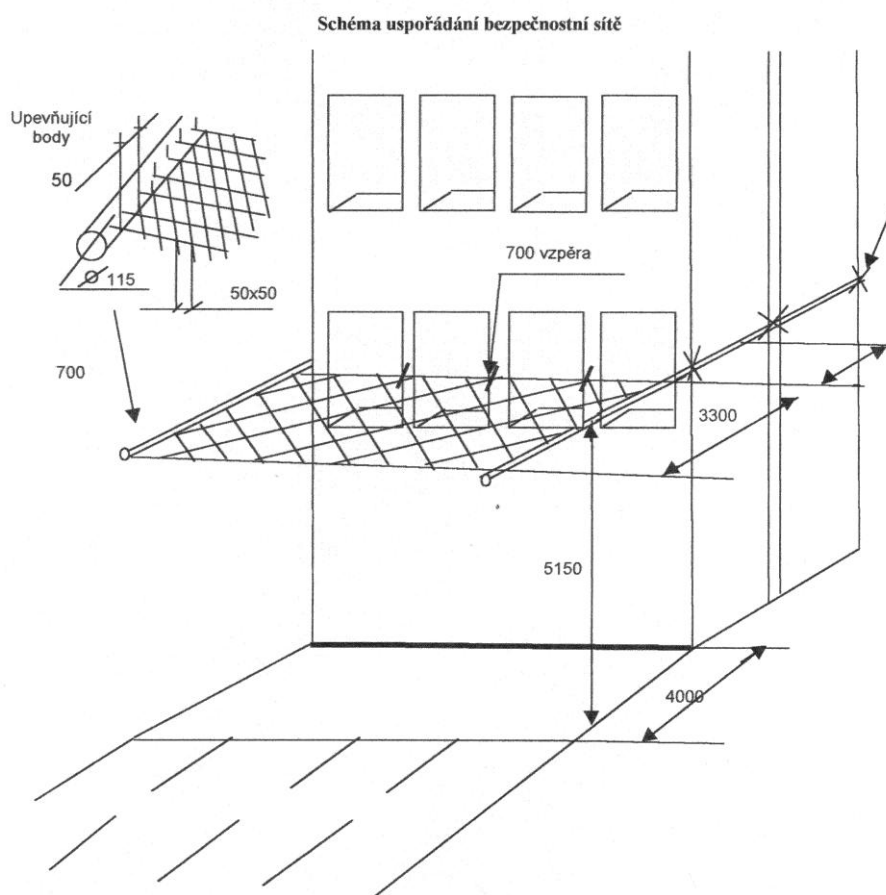 Schéma uspořádání bezpečnostní sítě
Upevňující
body
50
⌀ 115
50x50
700 vzpěra
700
3300
5150
4000